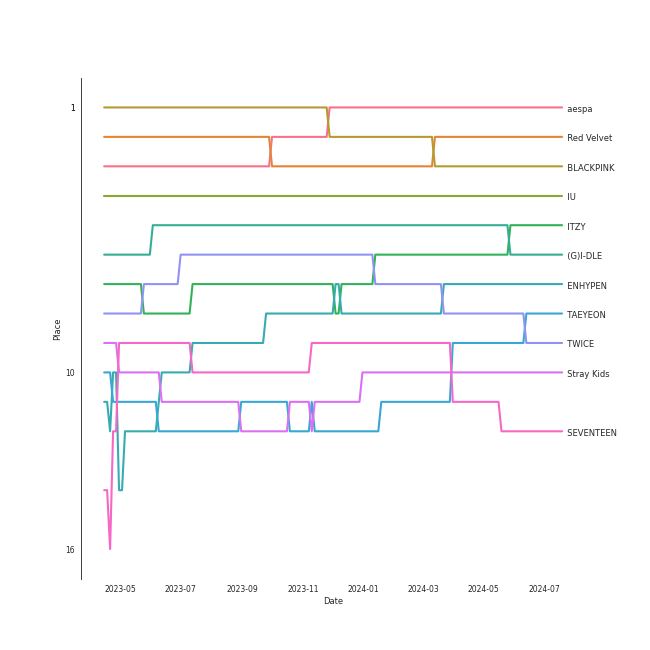 1
aespa
Red Velvet
BLACKPINK
IU
ITZY
(G)I-DLE
ENHYPEN
TAEYEON
Place
TWICE
10
Stray Kids
SEVENTEEN
16
2023-05
2023-07
2023-09
2023-11
2024-01
2024-03
2024-05
2024-07
Date